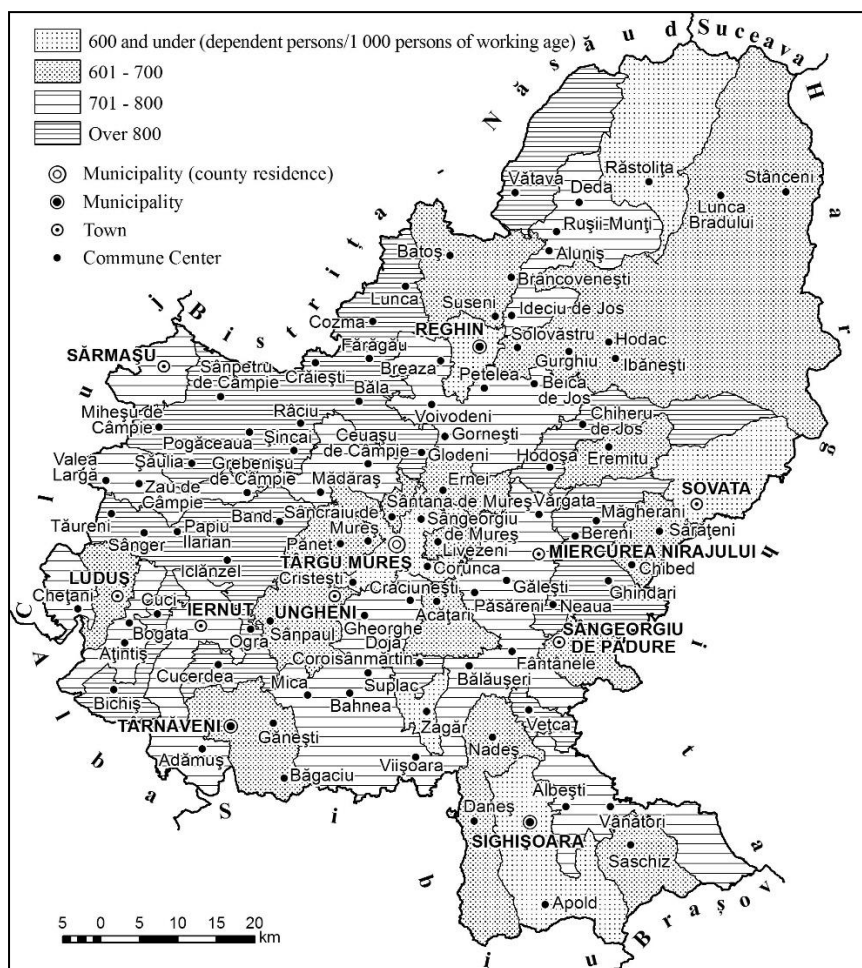 600 and under (dependent persons/1 000 persons of working age)
601 - 700
701 - 800
Over 800
Municipality (county residence)
Municipality
Town
Commune Center
Bistrița - Năsăud
Suceava
Harghita
Brașov
Sibiu
Alba
Cluj
Răstolița
Stânceni
Vătava
Deda
Lunca
Bradului
Rușii-Munți
Batoș
Aluniș
Brâncovenești
Lunca
Suseni
Ideciu de Jos
Cozma
REGHIN
Solovăstru
Hodac
SĂRMAȘU
Fărăgău
Gurghiu
Ibănești
Sânpetru
de Câmpie
Crăiești
Breaza
Petelea
Beica
de Jos
Băla
Miheșu de
Câmpie
Râciu
Voivodeni
Chiheru
de Jos
Pogăceaua
Șincai
Ceuașu
de Câmpie
Gornești
Valea
Largă
Șăulia
Grebenișu
de Câmpie
Glodeni
Hodoșa
Eremitu
Zau de
Câmpie
Mădăraș
Ernei
SOVATA
Sântana de Mureș
Vărgata
Măgherani
Tăureni
Papiu
Ilarian
Band
Sâncraiu de
Mureș
Sângeorgiu
de Mureș
Bereni
Sărățeni
Sânger
Pănet
Livezeni
MIERCUREA NIRAJULUI
TÂRGU MUREȘ
Corunca
Chibed
Iclănzel
LUDUȘ
Cristești
Crăciunești
Gălești
Ghindari
Chețani
Cuci
IERNUT
UNGHENI
Acățari
Păsăreni
Neaua
Bogata
Ogra
Sânpaul
Gheorghe
Doja
SÂNGEORGIU
DE PĂDURE
Ațintiș
Coroisânmărtin
Fântânele
Cucerdea
Mica
Suplac
Bălăușeri
Bichiș
Bahnea
TÂRNĂVENI
Zagăr
Vețca
Gănești
Nadeș
Adămuș
Viișoara
Băgaciu
Albești
Daneș
Vânători
SIGHIȘOARA
Saschiz
Apold
5 0 5 10 15 20
km